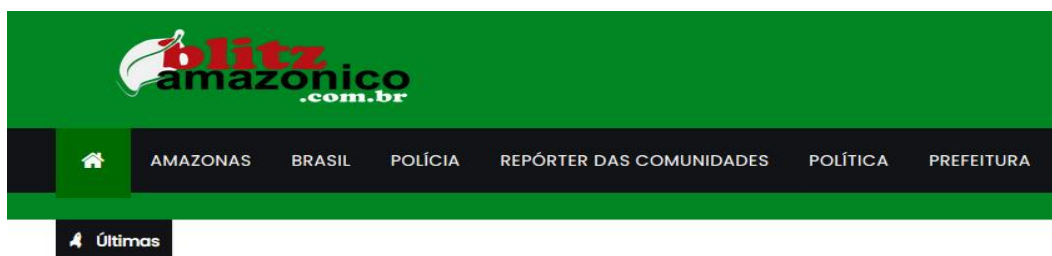 blitz
amazonico
.com.br
AMAZONAS BRASIL POLÍCIA REPÓRTER DAS COMUNIDADES POLÍTICA PREFEITURA
Últimas